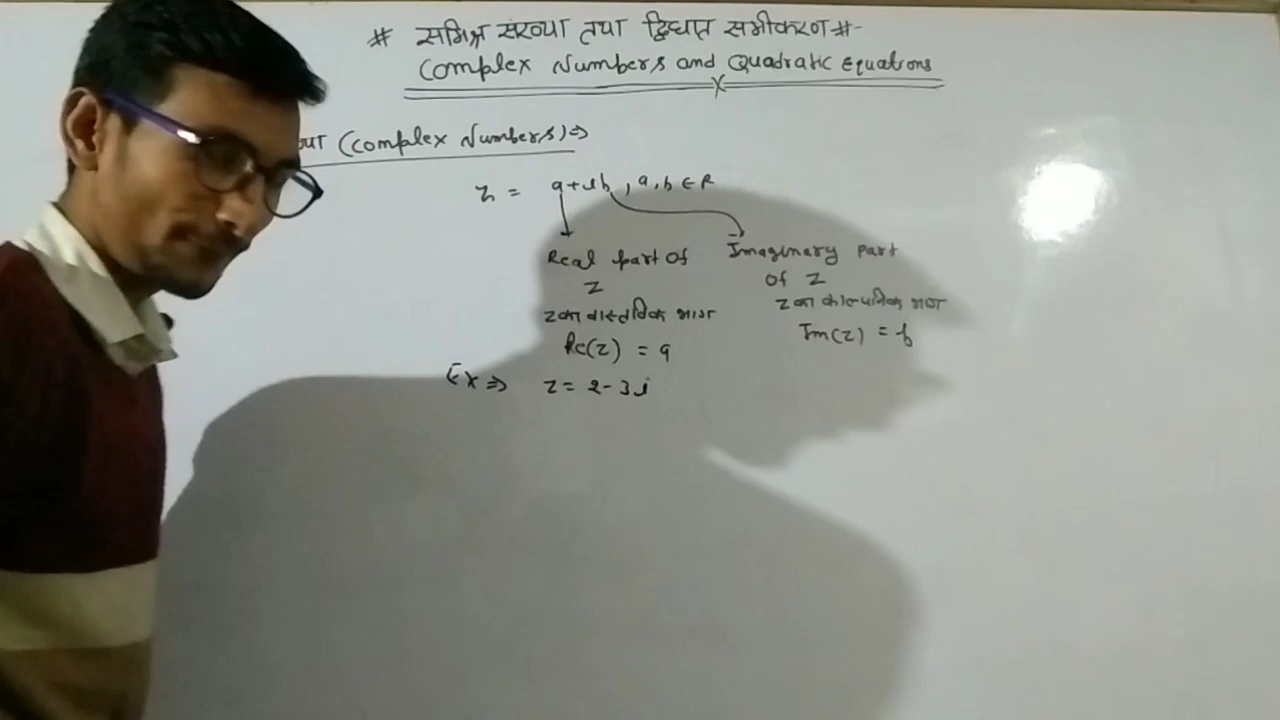 # समिश्र संख्या तथा द्विघात समीकरण #-
Complex Numbers and Quadratic Equations
(Complex Numbers) ⇒
z = a+ib, a,b ∈ R
Real part of
Z
Z का वास्तविक भाग
Re(z) = a
Imaginary part
of Z
Z का काल्पनिक भाग
Im(z) = b
Ex ⇒ z = 2-3i